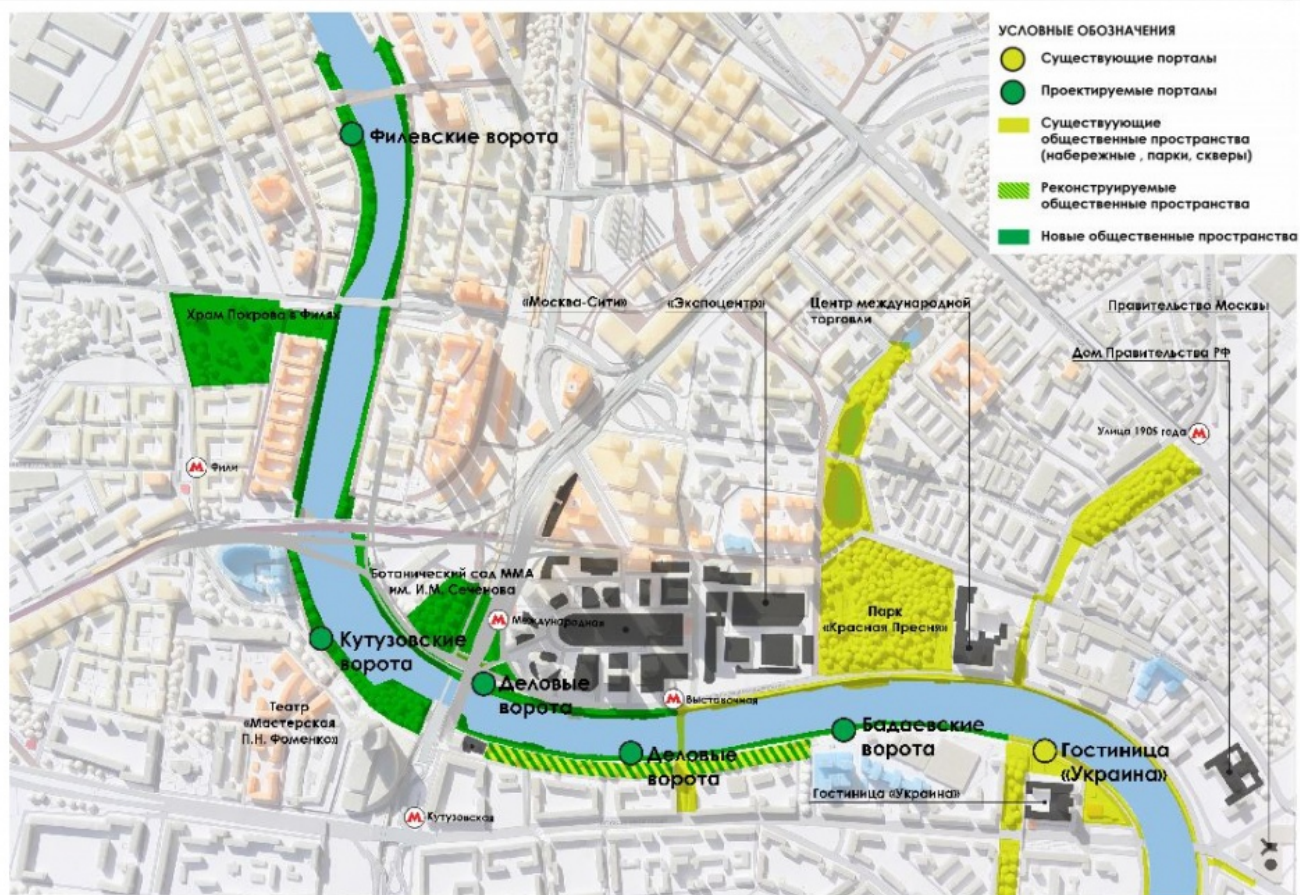 УСЛОВНЫЕ ОБОЗНАЧЕНИЯ
Существующие порталы
Проектируемые порталы
Существуующие
общественные пространства
(набережные , парки, скверы)
Реконструируемые
общественные пространства
Новые общественные пространства
Филевские ворота
«Москва-Сити»
«Экспоцентр»
Центр международной
торговли
Правительство Москвы
Храм Покрова в Филях
Дом Правительства РФ
Улица 1905 года
М
М
Фили
Ботанический сад ММА
им. И.М. Сеченова
Парк
«Красная Пресня»
М
Международная
Кутузовские
ворота
Деловые
ворота
М
Выставочная
Театр
«Мастерская
П.Н. Фоменко»
Деловые
ворота
Бадаевские
ворота
Гостиница
«Украина»
Гостиница «Украина»
М
Кутузовская